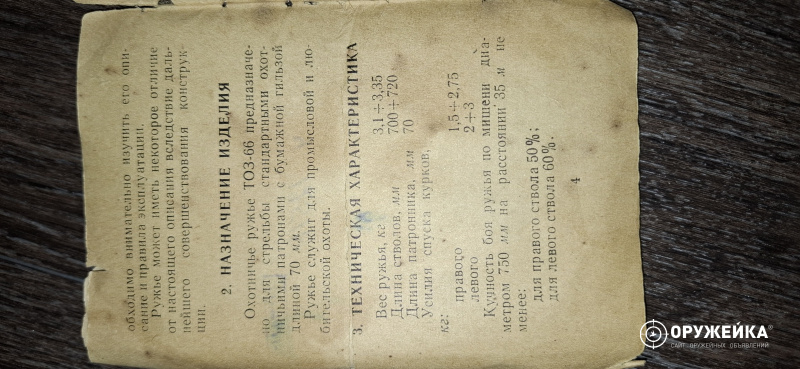 обходимо внимательно изучить его опи-
сание и правила эксплуатации.
Ружье может иметь некоторое отличие
от настоящего описания вследствие даль-
нейшего совершенствования конструк-
ции.
2. НАЗНАЧЕНИЕ ИЗДЕЛИЯ
Охотничье ружье ТОЗ-66 предназначе-
но для стрельбы стандартными охот-
ничьими патронами с бумажной гильзой
длиной 70 мм.
Ружье служит для промысловой и лю-
бительской охоты.
3. ТЕХНИЧЕСКАЯ ХАРАКТЕРИСТИКА
Вес ружья, кг 3,1÷3,35
Длина стволов, мм 700÷720
Длина патронника, мм 70
Усилия спуска курков,
кг:
правого 1,5÷2,75
левого 2÷3
Кучность боя ружья по мишени диа-
метром 750 мм на расстоянии 35 м не
менее:
для правого ствола 50%;
для левого ствола 60%.
4
ОРУЖЕЙКА
САЙТ ОРУЖЕЙНЫХ ОБЪЯВЛЕНИЙ